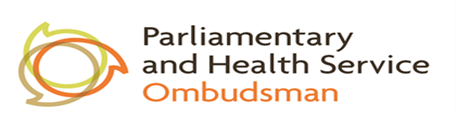 Parliamentary
and Health Service
Ombudsman